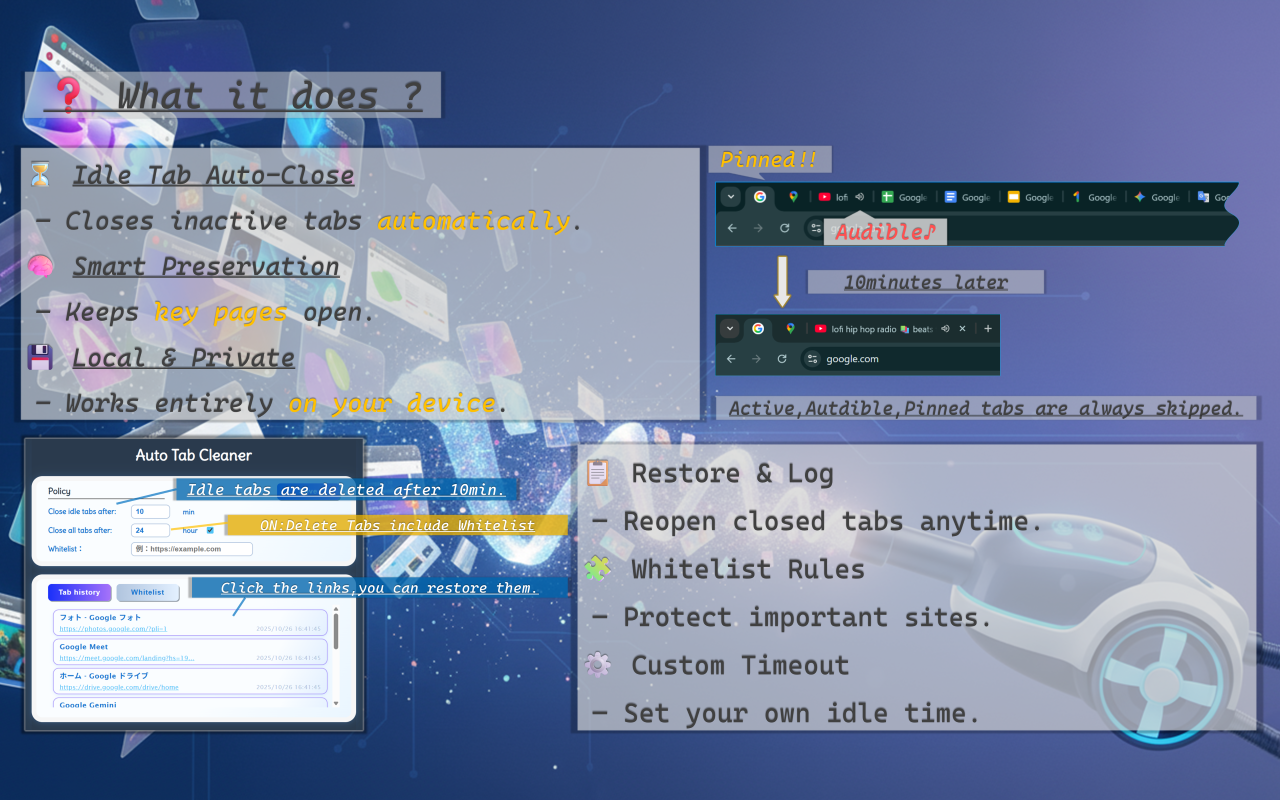 ❓ What it does ?
⏳ Idle Tab Auto-Close
– Closes inactive tabs automatically.
🧠 Smart Preservation
– Keeps key pages open.
💾 Local & Private
– Works entirely on your device.
Pinned!!
lofi
Google
Google
Google
Google
Google
Goo
Audible♪
10minutes later
lofi hip hop radio 📚 beats
google.com
Active,Autdible,Pinned tabs are always skipped.
Auto Tab Cleaner
Policy
Close idle tabs after: 10 min
Close all tabs after: 24 hour
Whitelist： 例：https://example.com
Idle tabs are deleted after 10min.
ON:Delete Tabs include Whitelist
Click the links,you can restore them.
Tab history Whitelist
フォト - Google フォト
https://photos.google.com/?pli=1 2025/10/26 16:41:45
Google Meet
https://meet.google.com/landing?hs=19... 2025/10/26 16:41:45
ホーム - Google ドライブ
https://drive.google.com/drive/home 2025/10/26 16:41:45
Google Gemini
📋 Restore & Log
– Reopen closed tabs anytime.
🧩 Whitelist Rules
– Protect important sites.
⚙️ Custom Timeout
– Set your own idle time.